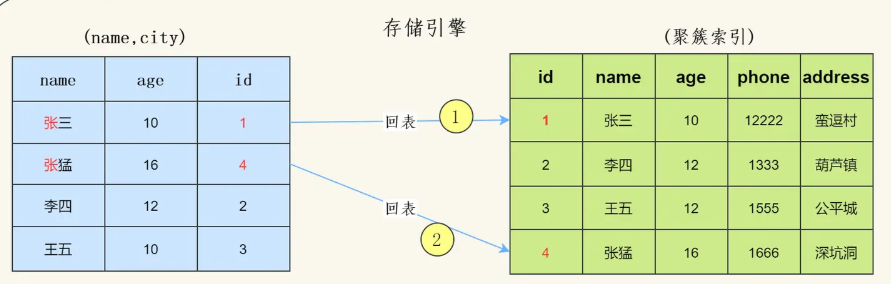 存储引擎
(name,city)
name age id
张三 10 1
张猛 16 4
李四 12 2
王五 10 3
回表 1
回表 2
(聚簇索引)
id name age phone address
1 张三 10 12222 蛮逗村
2 李四 12 1333 葫芦镇
3 王五 12 1555 公平城
4 张猛 16 1666 深坑洞